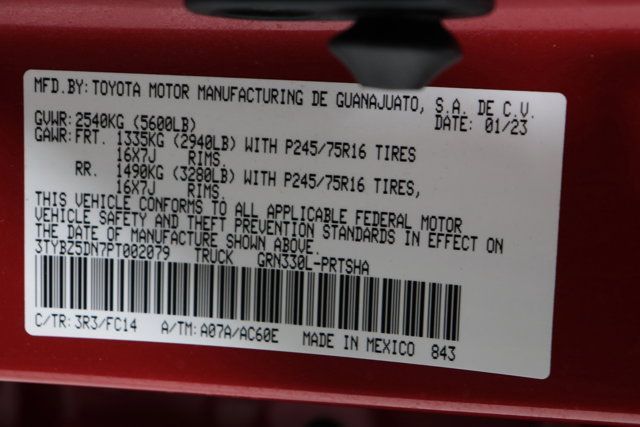 MFD.BY: TOYOTA MOTOR MANUFACTURING DE GUANAJUATO, S.A. DE C.V.
GVWR: 2540KG (5600LB) DATE: 01/23
GAWR: FRT. 1335KG (2940LB) WITH P245/75R16 TIRES
16X7J RIMS.
RR. 1490KG (3280LB) WITH P245/75R16 TIRES,
16X7J RIMS.
THIS VEHICLE CONFORMS TO ALL APPLICABLE FEDERAL MOTOR
VEHICLE SAFETY AND THEFT PREVENTION STANDARDS IN EFFECT ON
THE DATE OF MANUFACTURE SHOWN ABOVE.
3TYBZ5DN7PT002079 TRUCK GRN330L-PRTSHA
C/TR: 3R3/FC14 A/TM: A07A/AC60E MADE IN MEXICO 843